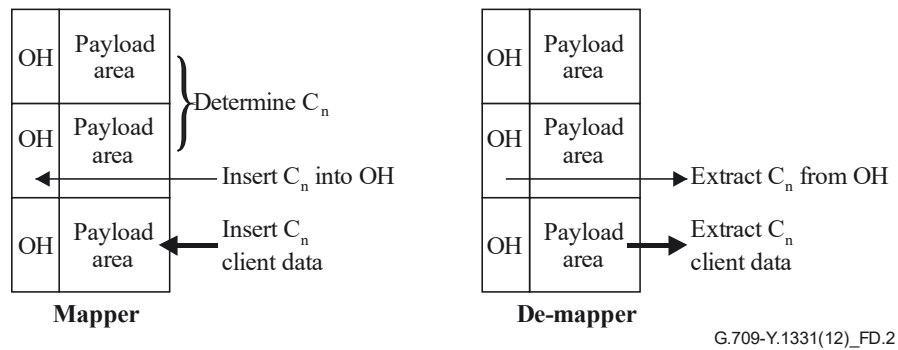 OH Payload area
OH Payload area
Determine Cn
Insert Cn into OH
OH Payload area
Insert Cn
client data
Mapper
OH Payload area
OH Payload area
Extract Cn from OH
OH Payload area
Extract Cn
client data
De-mapper
G.709-Y.1331(12)_FD.2